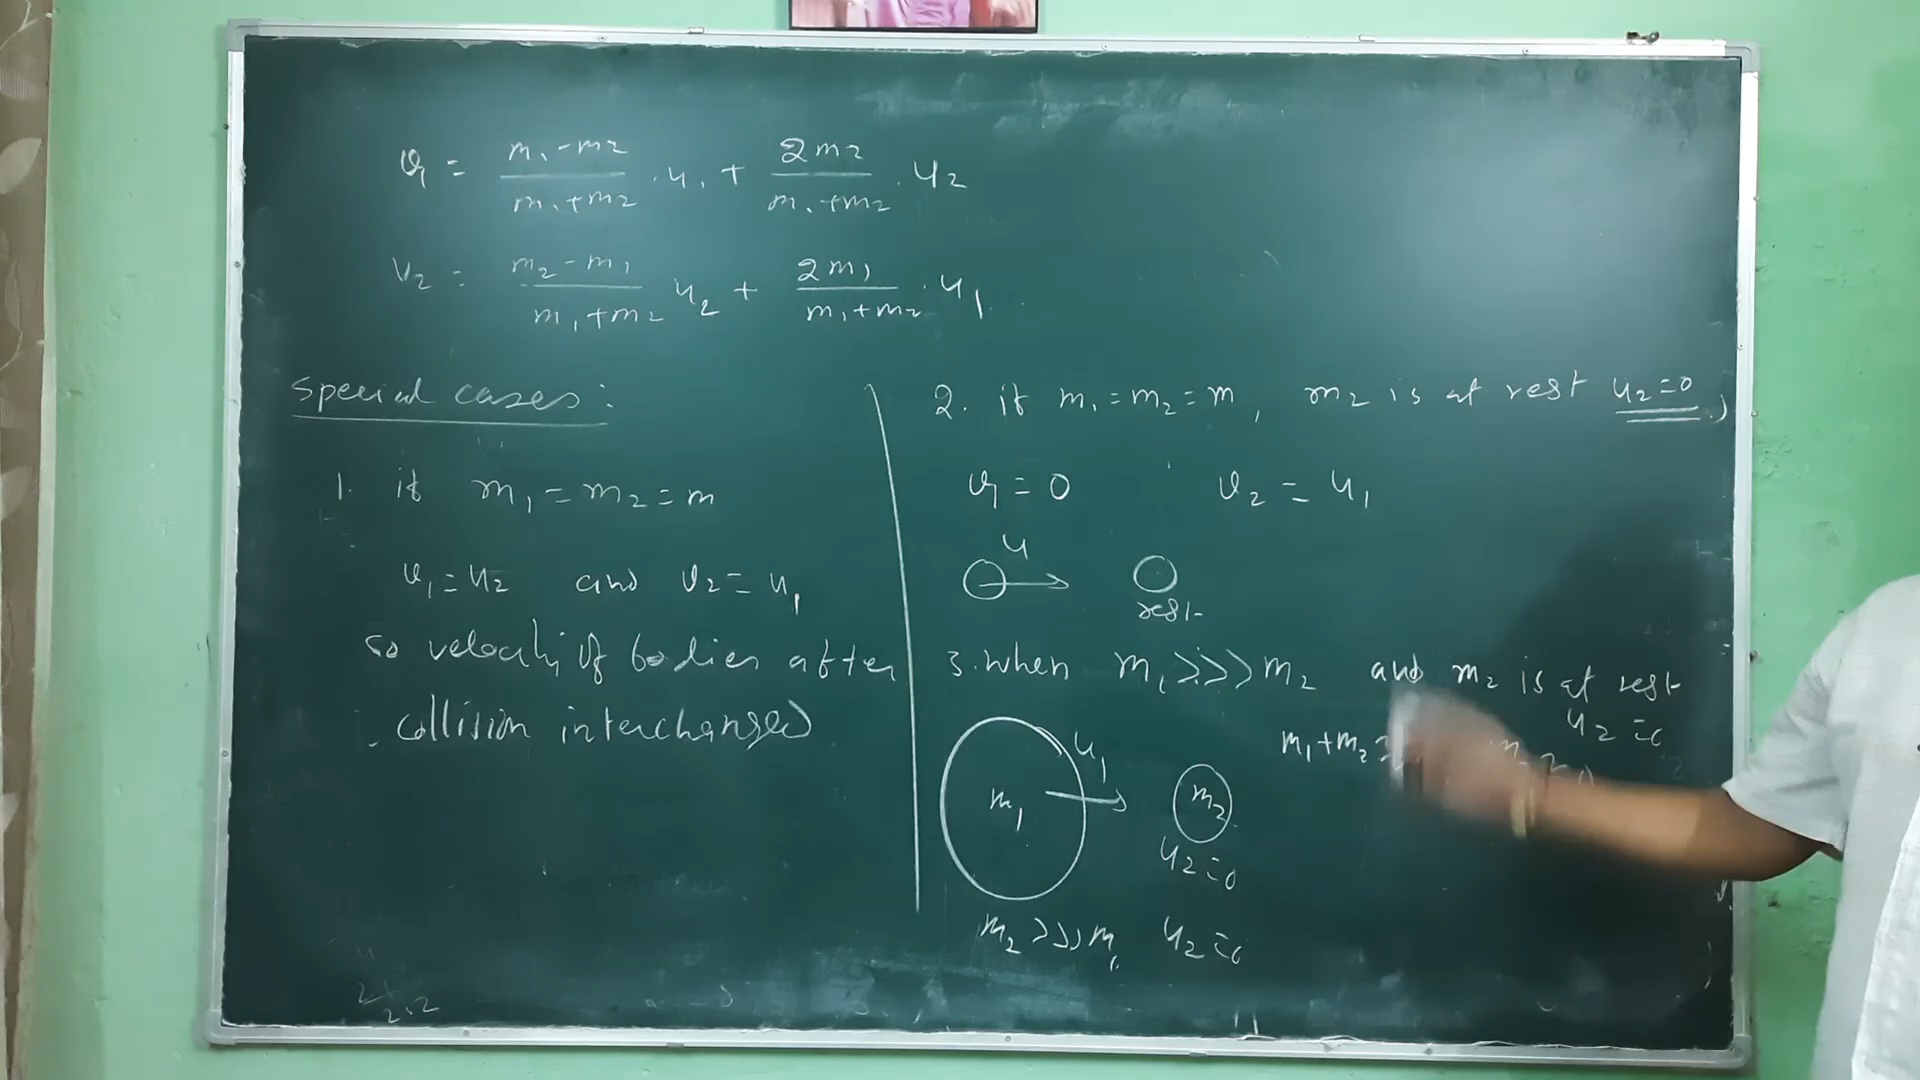 v1 = m1-m2/m1+m2 . u1 + 2m2/m1+m2 . u2
v2 = m2-m1/m1+m2 u2 + 2m1/m1+m2 . u1
Special cases:
1. if m1 = m2 = m
v1 = u2 and v2 = u1
so velocity of bodies after
collision interchanged
2. if m1 = m2 = m, m2 is at rest u2=0
v1 = 0 v2 = u1
u
rest
3. when m1 >>> m2 and m2 is at rest
u2 = 0
m1+m2
m1
u1
m2
u2=0
m2 >>> m1 u2=0